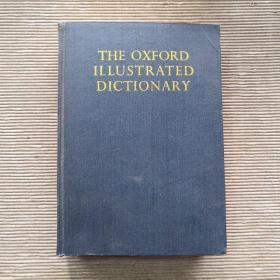 THE OXFORD
ILLUSTRATED
DICTIONARY